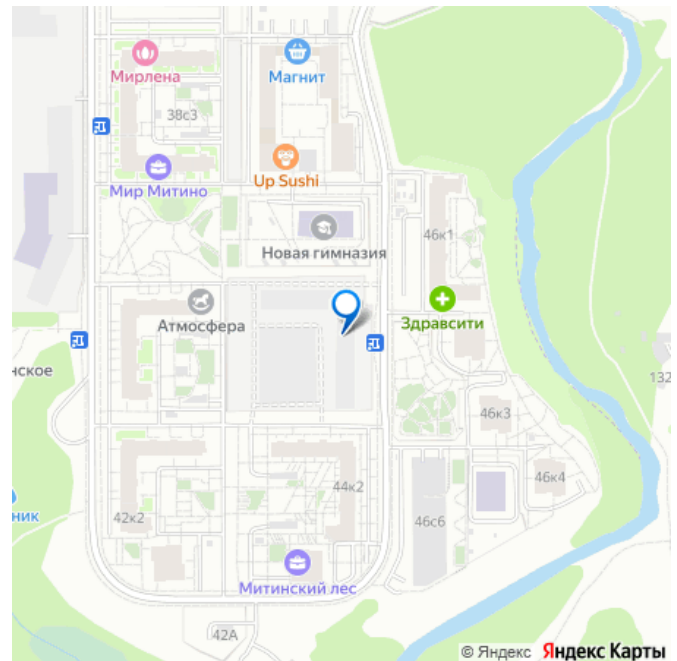 Мирлена
Магнит
38с3
Мир Митино
Up Sushi
46к1
Новая гимназия
Атмосфера
Здравсити
нское
132
46к3
44к2
46к4
ник
42к2
46с6
Митинский лес
42А
© Яндекс Яндекс Карты